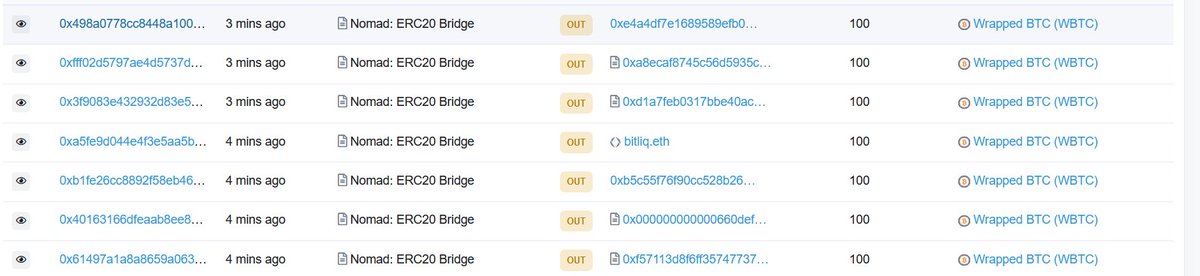 0x498a0778cc8448a100... 3 mins ago Nomad: ERC20 Bridge OUT 0xe4a4df7e1689589efb0... 100 Wrapped BTC (WBTC)
0xfff02d5797ae4d5737d... 3 mins ago Nomad: ERC20 Bridge OUT 0xa8ecaf8745c56d5935c... 100 Wrapped BTC (WBTC)
0x3f9083e432932d83e5... 3 mins ago Nomad: ERC20 Bridge OUT 0xd1a7feb0317bbe40ac... 100 Wrapped BTC (WBTC)
0xa5fe9d044e4f3e5aa5b... 4 mins ago Nomad: ERC20 Bridge OUT bitliq.eth 100 Wrapped BTC (WBTC)
0xb1fe26cc8892f58eb46... 4 mins ago Nomad: ERC20 Bridge OUT 0xb5c55f76f90cc528b26... 100 Wrapped BTC (WBTC)
0x40163166dfeaab8ee8... 4 mins ago Nomad: ERC20 Bridge OUT 0x000000000000660def... 100 Wrapped BTC (WBTC)
0x61497a1a8a8659a063... 4 mins ago Nomad: ERC20 Bridge OUT 0xf57113d8f6ff35747737... 100 Wrapped BTC (WBTC)